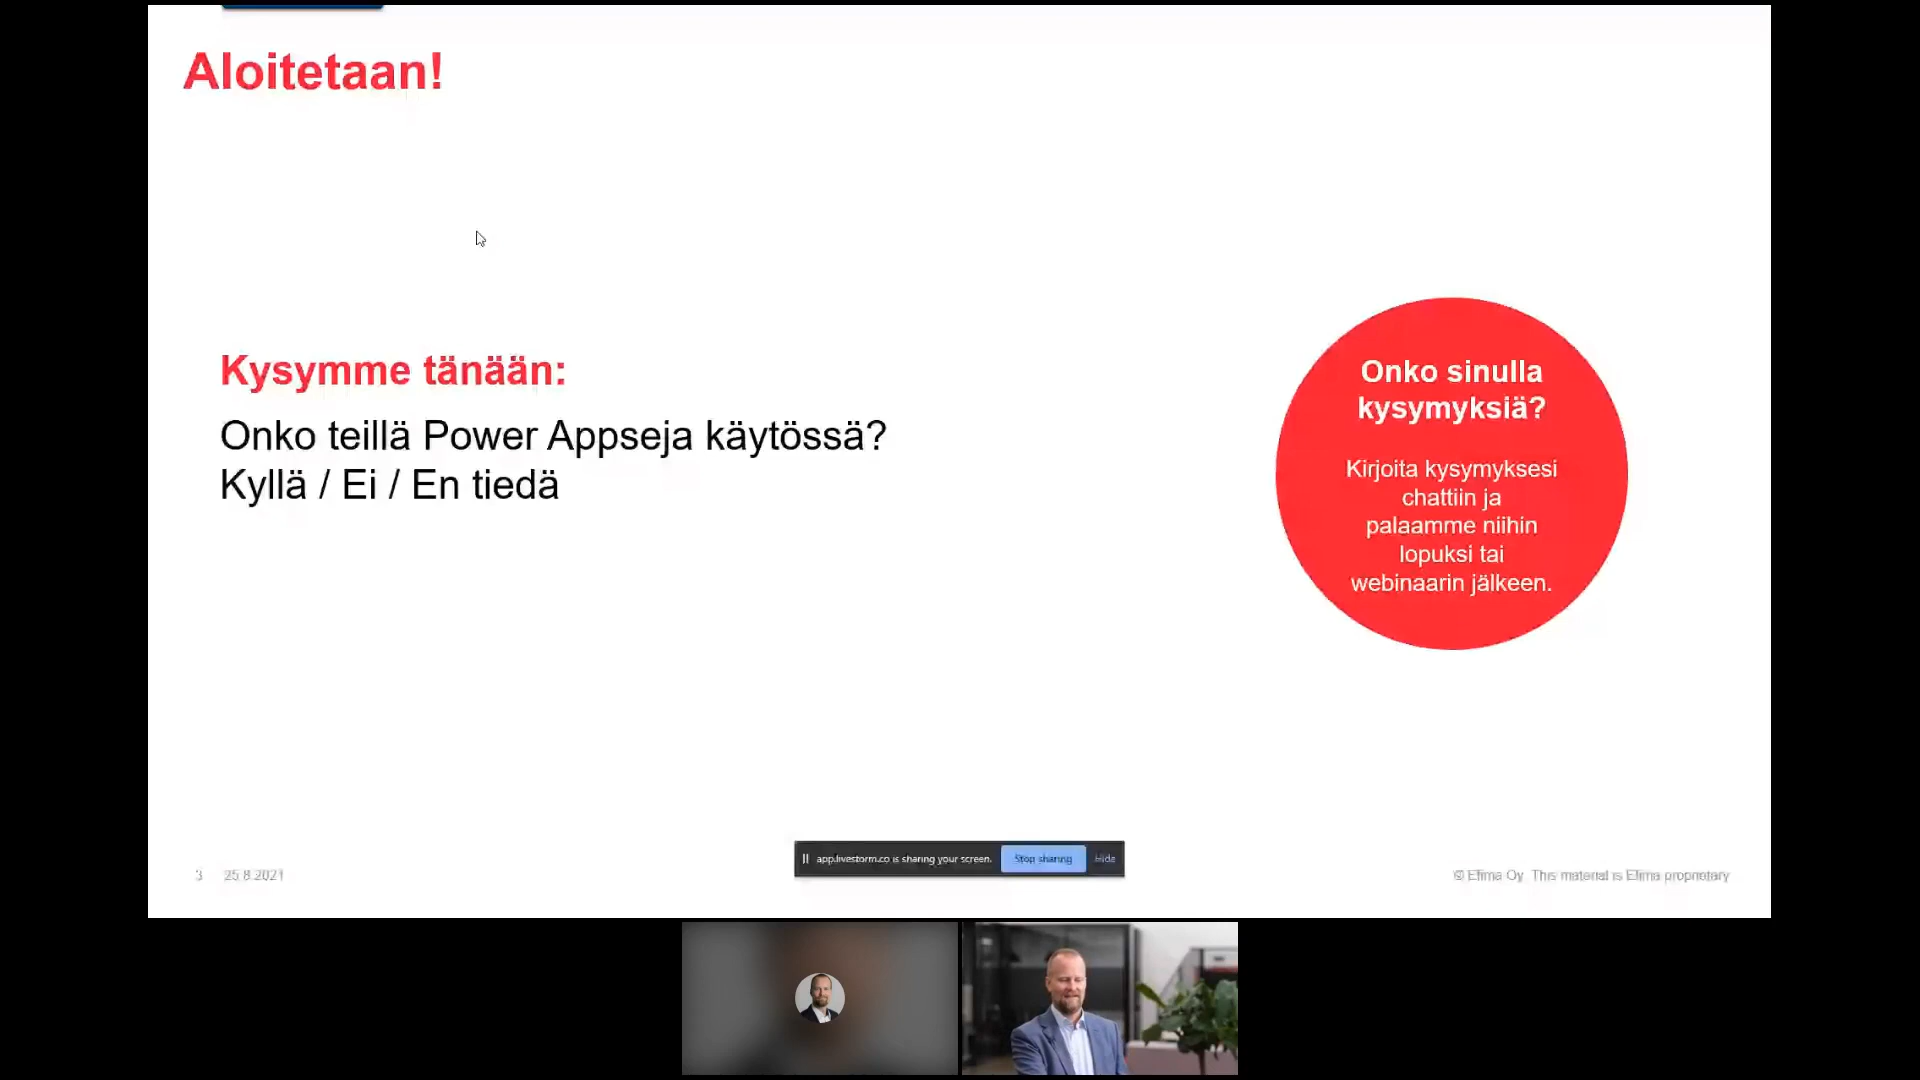 Aloitetaan!
Kysymme tänään:
Onko teillä Power Appseja käytössä?
Kyllä / Ei / En tiedä
Onko sinulla
kysymyksiä?
Kirjoita kysymyksesi
chattiin ja
palaamme niihin
lopuksi tai
webinaarin jälkeen.
app.livestorm.co is sharing your screen.
Stop sharing
Hide
3
25.8.2021
© Efima Oy This material is Efima proprietary